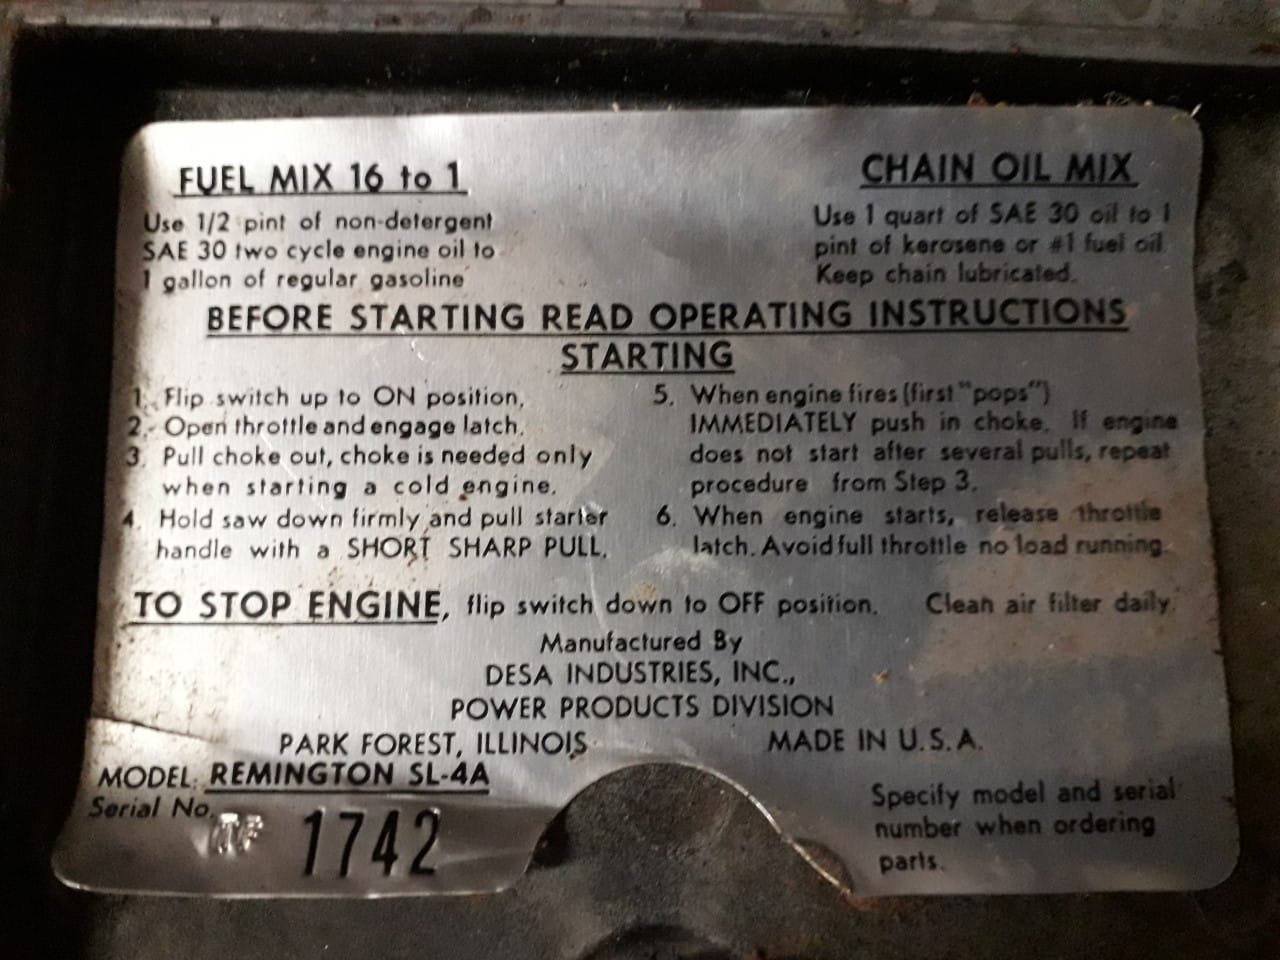 FUEL MIX 16 to 1
Use 1/2 pint of non-detergent
SAE 30 two cycle engine oil to
1 gallon of regular gasoline
CHAIN OIL MIX
Use 1 quart of SAE 30 oil to 1
pint of kerosene or #1 fuel oil.
Keep chain lubricated.
BEFORE STARTING READ OPERATING INSTRUCTIONS
STARTING
1. Flip switch up to ON position.
2. Open throttle and engage latch.
3. Pull choke out, choke is needed only
when starting a cold engine.
4. Hold saw down firmly and pull starter
handle with a SHORT SHARP PULL.
5. When engine fires (first "pops")
IMMEDIATELY push in choke. If engine
does not start after several pulls, repeat
procedure from Step 3.
6. When engine starts, release throttle
latch. Avoid full throttle no load running.
TO STOP ENGINE, flip switch down to OFF position. Clean air filter daily.
Manufactured By
DESA INDUSTRIES, INC.,
POWER PRODUCTS DIVISION
PARK FOREST, ILLINOIS MADE IN U.S.A.
MODEL: REMINGTON SL-4A
Serial No. 1742
Specify model and serial
number when ordering
parts.